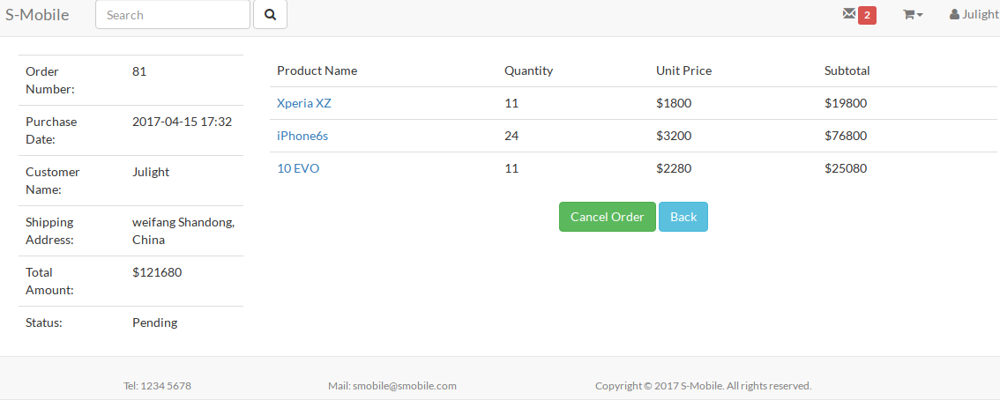 S-Mobile Search 2 Julight
Order
Number: 81
Purchase
Date: 2017-04-15 17:32
Customer
Name: Julight
Shipping
Address: weifang Shandong,
China
Total
Amount: $121680
Status: Pending
Product Name Quantity Unit Price Subtotal
Xperia XZ 11 $1800 $19800
iPhone6s 24 $3200 $76800
10 EVO 11 $2280 $25080
Cancel Order Back
Tel: 1234 5678 Mail: smobile@smobile.com Copyright © 2017 S-Mobile. All rights reserved.